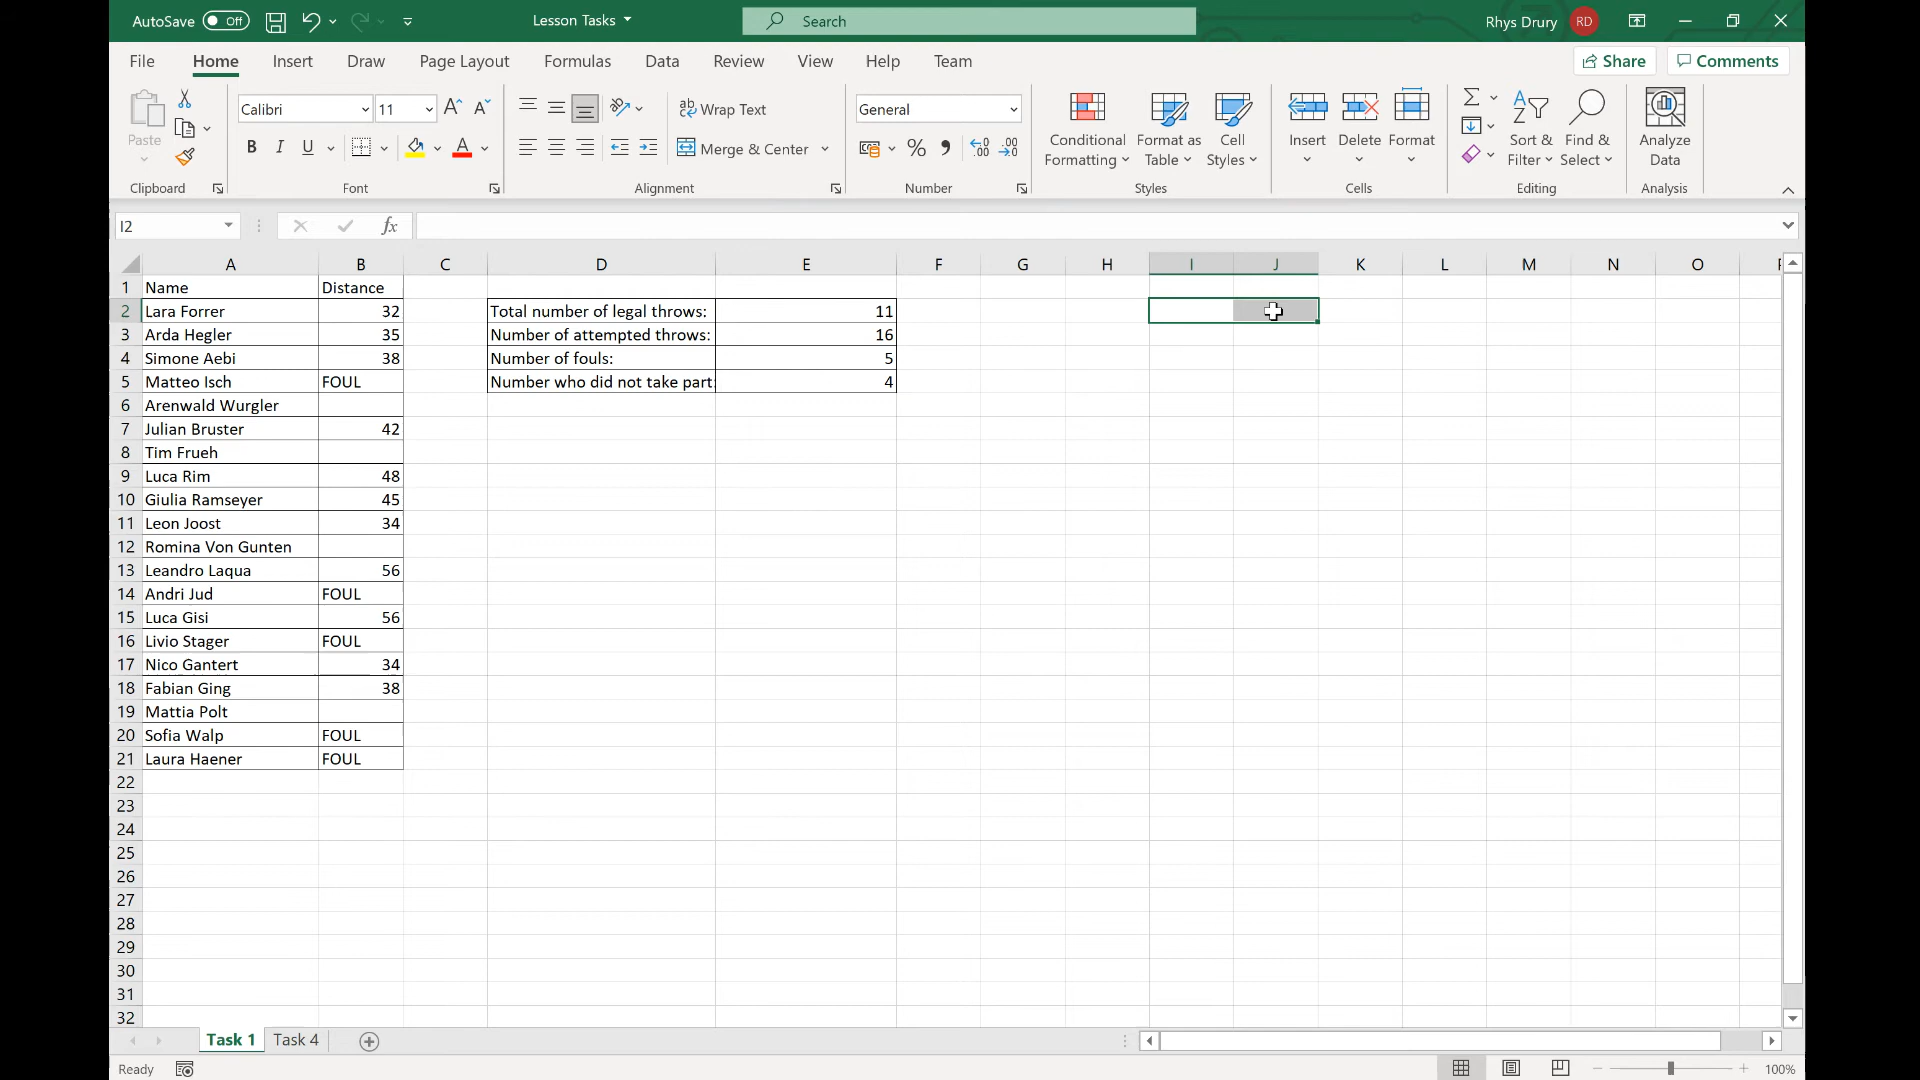 AutoSave Off Lesson Tasks Search Rhys Drury RD
File Home Insert Draw Page Layout Formulas Data Review View Help Team Share Comments
Paste Calibri 11 Wrap Text General Conditional Formatting Format as Table Cell Styles Insert Delete Format Sort & Filter Find & Select Analyze Data
B I U A Merge & Center % 
Clipboard Font Alignment Number Styles Cells Editing Analysis
I2 fx
A B C D E F G H I J K L M N O
1 Name Distance
2 Lara Forrer 32 Total number of legal throws: 11
3 Arda Hegler 35 Number of attempted throws: 16
4 Simone Aebi 38 Number of fouls: 5
5 Matteo Isch FOUL Number who did not take part: 4
6 Arenwald Wurgler
7 Julian Bruster 42
8 Tim Frueh
9 Luca Rim 48
10 Giulia Ramseyer 45
11 Leon Joost 34
12 Romina Von Gunten
13 Leandro Laqua 56
14 Andri Jud FOUL
15 Luca Gisi 56
16 Livio Stager FOUL
17 Nico Gantert 34
18 Fabian Ging 38
19 Mattia Polt
20 Sofia Walp FOUL
21 Laura Haener FOUL
22
23
24
25
26
27
28
29
30
31
32
Task 1 Task 4
Ready 100%